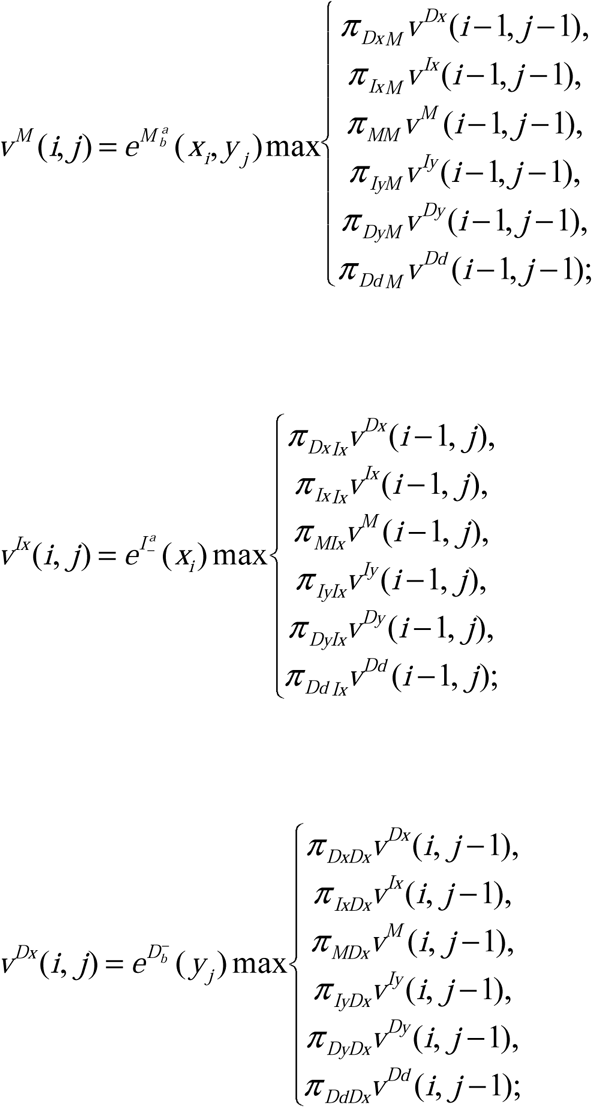 π_{DxM} v^{Dx}(i−1, j−1),
π_{IxM} v^{Ix}(i−1, j−1),
v^{M}(i, j) = e^{M_b^a}(x_i, y_j) max { π_{MM} v^{M}(i−1, j−1),
π_{IyM} v^{Iy}(i−1, j−1),
π_{DyM} v^{Dy}(i−1, j−1),
π_{DdM} v^{Dd}(i−1, j−1);
π_{DxIx} v^{Dx}(i−1, j),
π_{IxIx} v^{Ix}(i−1, j),
v^{Ix}(i, j) = e^{I_−^a}(x_i) max { π_{MIx} v^{M}(i−1, j),
π_{IyIx} v^{Iy}(i−1, j),
π_{DyIx} v^{Dy}(i−1, j),
π_{DdIx} v^{Dd}(i−1, j);
π_{DxDx} v^{Dx}(i, j−1),
π_{IxDx} v^{Ix}(i, j−1),
v^{Dx}(i, j) = e^{D_b^−}(y_j) max { π_{MDx} v^{M}(i, j−1),
π_{IyDx} v^{Iy}(i, j−1),
π_{DyDx} v^{Dy}(i, j−1),
π_{DdDx} v^{Dd}(i, j−1);